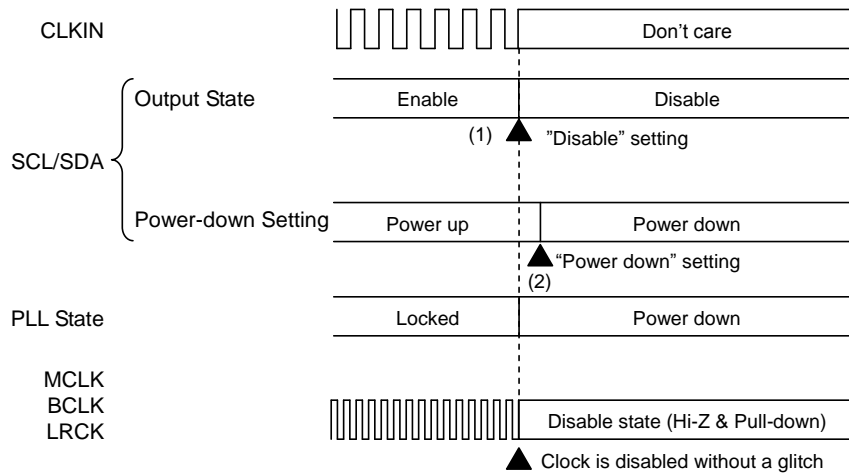 CLKIN
Don't care
Output State
Enable
Disable
(1)
”Disable” setting
SCL/SDA
Power-down Setting
Power up
Power down
(2)
“Power down” setting
PLL State
Locked
Power down
MCLK
BCLK
LRCK
Disable state (Hi-Z & Pull-down)
Clock is disabled without a glitch